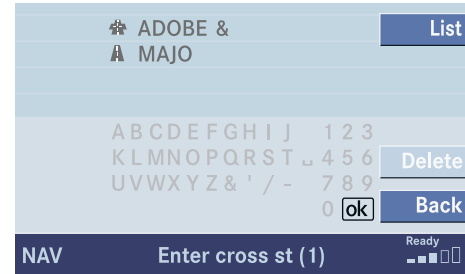 ADOBE &
List
MAJO
A B C D E F G H I J 1 2 3
K L M N O P Q R S T ␣ 4 5 6
Delete
U V W X Y Z & ' / - 7 8 9
0 ok
Back
NAV
Enter cross st (1)
Ready